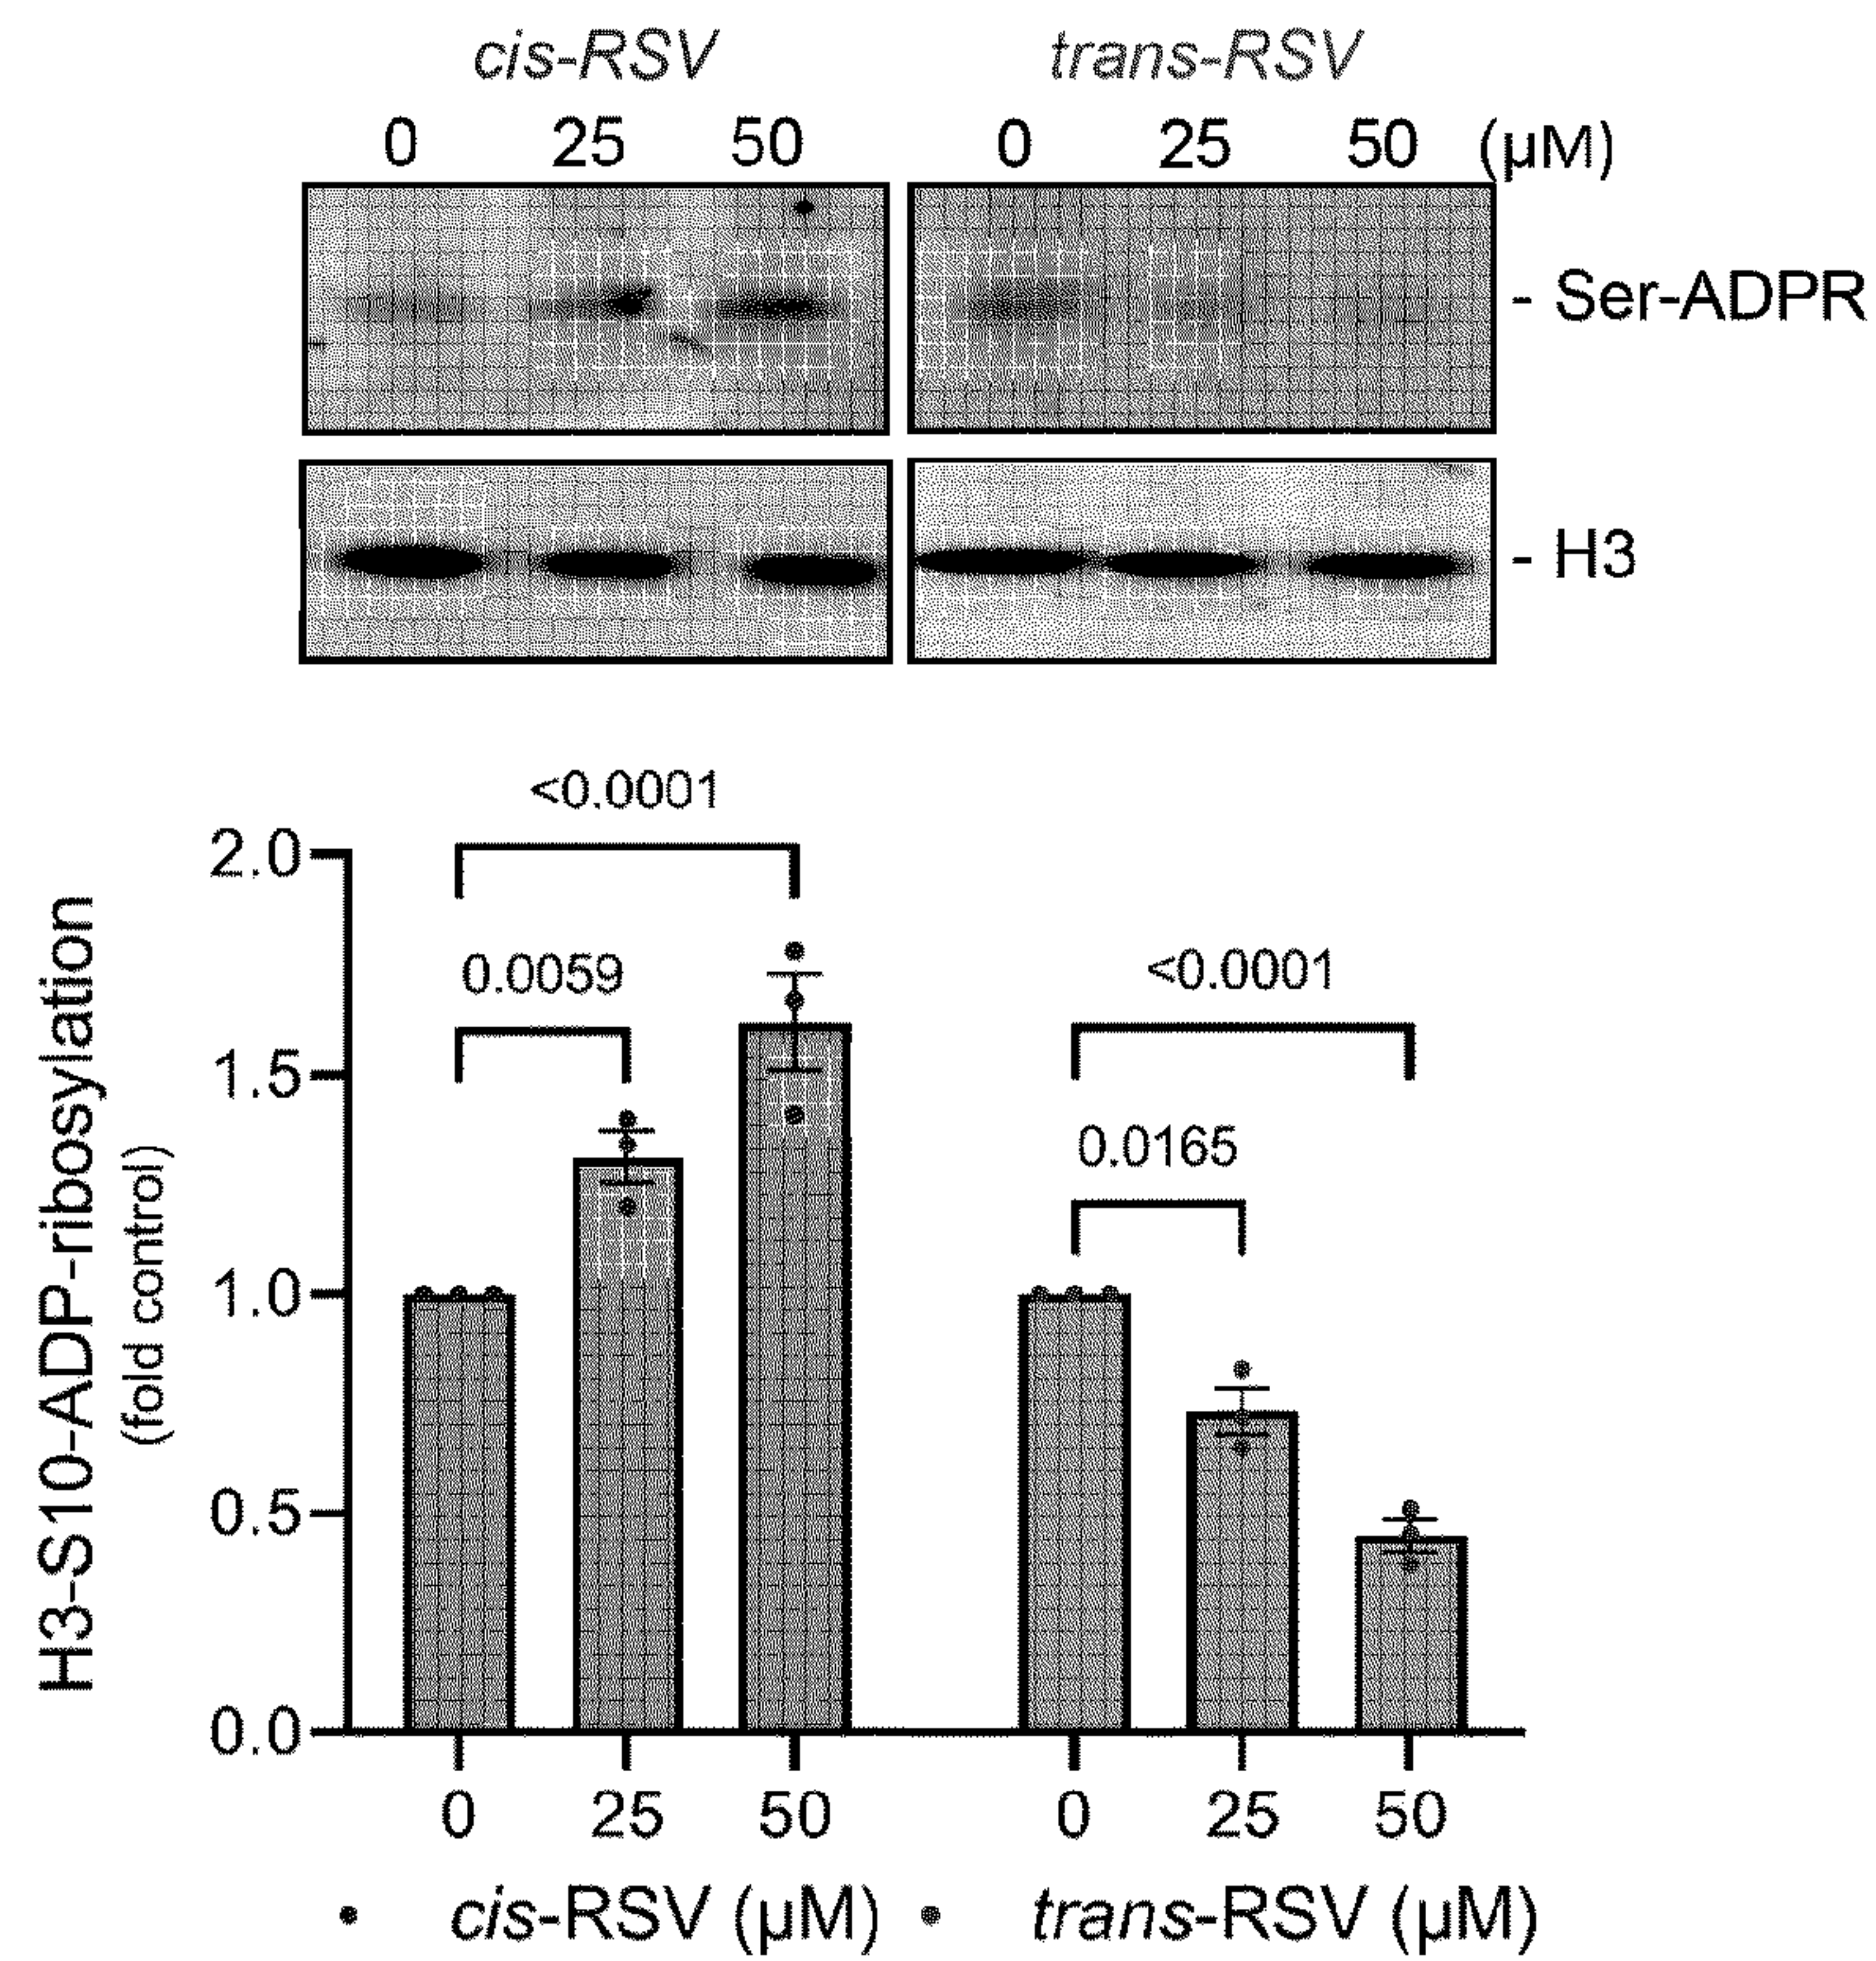 cis-RSV trans-RSV
0 25 50 0 25 50 (µM)
- Ser-ADPR
- H3
<0.0001
2.0
0.0059 <0.0001
1.5
0.0165
1.0
0.5
0.0
H3-S10-ADP-ribosylation
(fold control)
0 25 50 0 25 50
• cis-RSV (µM) • trans-RSV (µM)